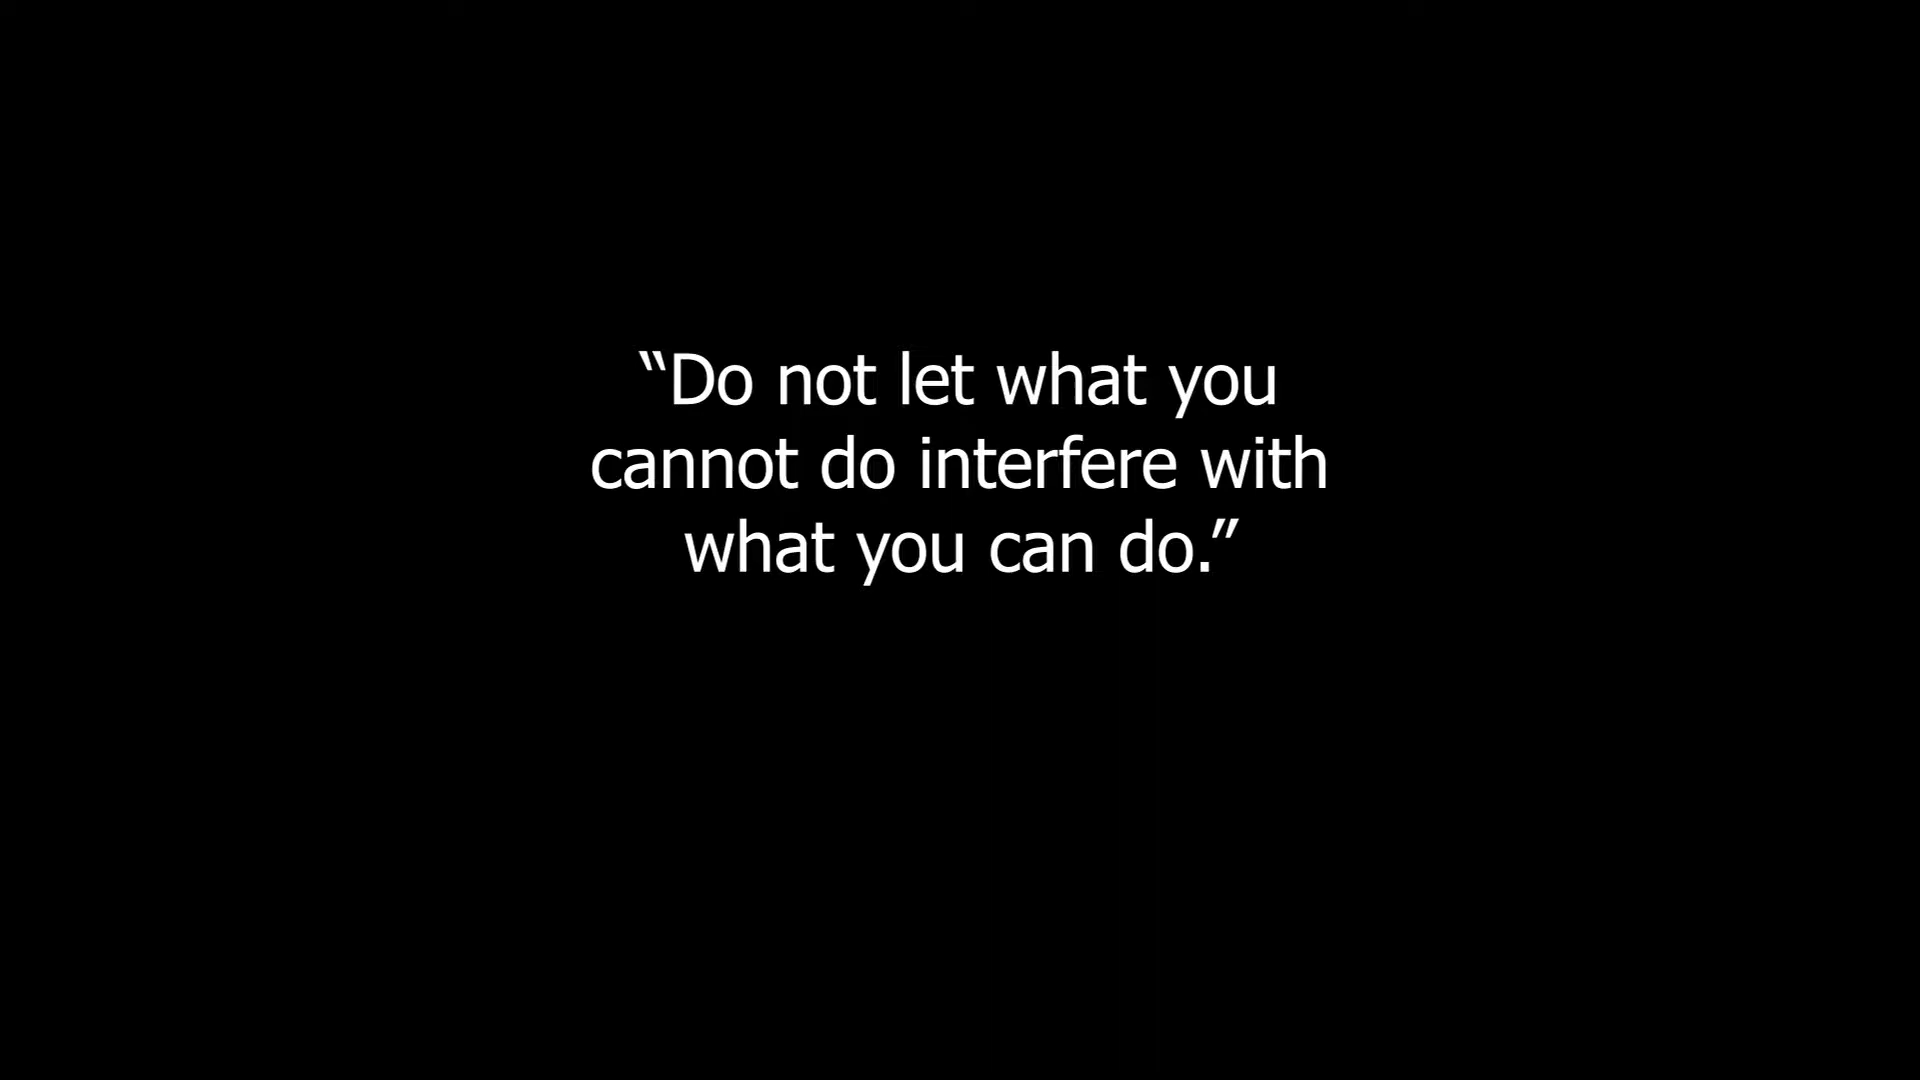 “Do not let what you
cannot do interfere with
what you can do.”